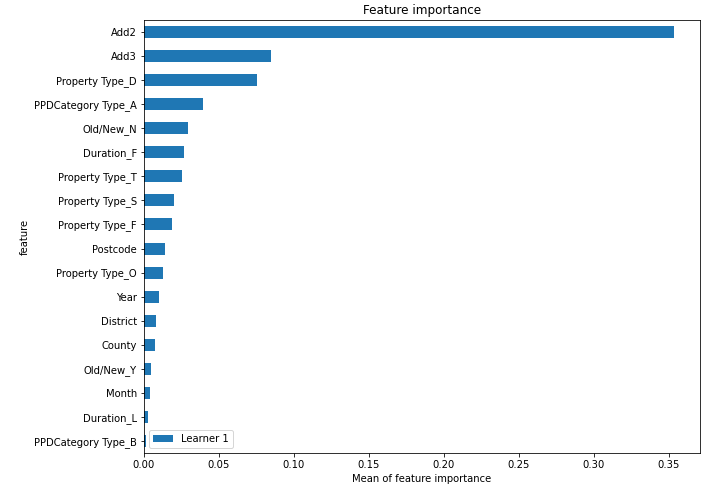 Feature importance
Add2
Add3
Property Type_D
PPDCategory Type_A
Old/New_N
Duration_F
Property Type_T
Property Type_S
Property Type_F
Postcode
Property Type_O
Year
District
County
Old/New_Y
Month
Duration_L
PPDCategory Type_B
feature
Learner 1
0.00 0.05 0.10 0.15 0.20 0.25 0.30 0.35
Mean of feature importance